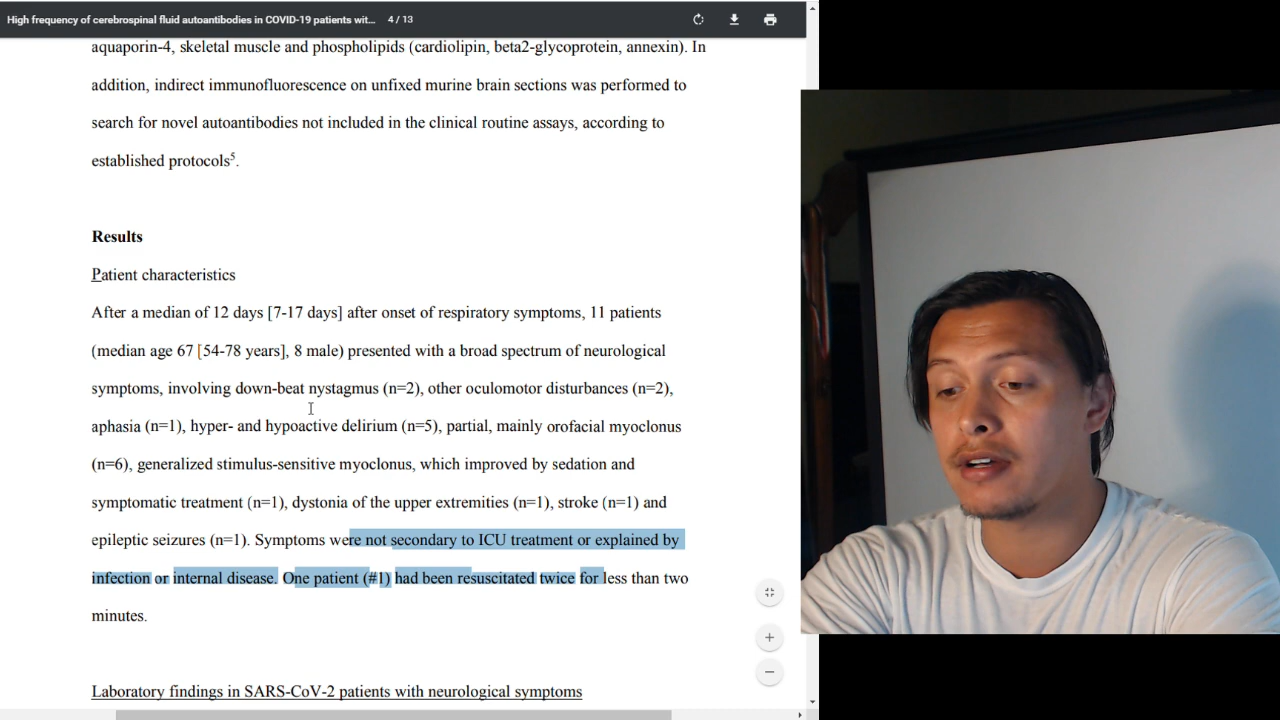 High frequency of cerebrospinal fluid autoantibodies in COVID-19 patients wit... 4 / 13
aquaporin-4, skeletal muscle and phospholipids (cardiolipin, beta2-glycoprotein, annexin). In
addition, indirect immunofluorescence on unfixed murine brain sections was performed to
search for novel autoantibodies not included in the clinical routine assays, according to
established protocols5.
Results
Patient characteristics
After a median of 12 days [7-17 days] after onset of respiratory symptoms, 11 patients
(median age 67 [54-78 years], 8 male) presented with a broad spectrum of neurological
symptoms, involving down-beat nystagmus (n=2), other oculomotor disturbances (n=2),
aphasia (n=1), hyper- and hypoactive delirium (n=5), partial, mainly orofacial myoclonus
(n=6), generalized stimulus-sensitive myoclonus, which improved by sedation and
symptomatic treatment (n=1), dystonia of the upper extremities (n=1), stroke (n=1) and
epileptic seizures (n=1). Symptoms were not secondary to ICU treatment or explained by
infection or internal disease. One patient (#1) had been resuscitated twice for less than two
minutes.
Laboratory findings in SARS-CoV-2 patients with neurological symptoms